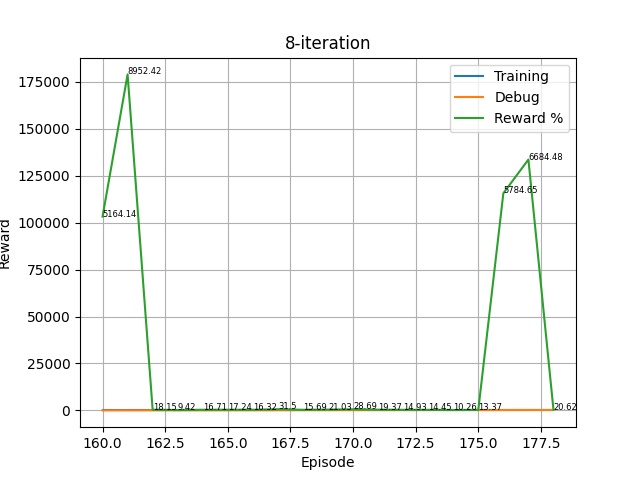 8-iteration
Training
Debug
Reward %
Reward
175000
150000
125000
100000
75000
50000
25000
0
8952.42
5164.14
6684.48
5784.65
18.15 9.42 16.71 17.24 16.32 31.5 15.69 21.03 28.69 19.37 14.93 14.45 10.26 13.37 20.62
160.0 162.5 165.0 167.5 170.0 172.5 175.0 177.5
Episode